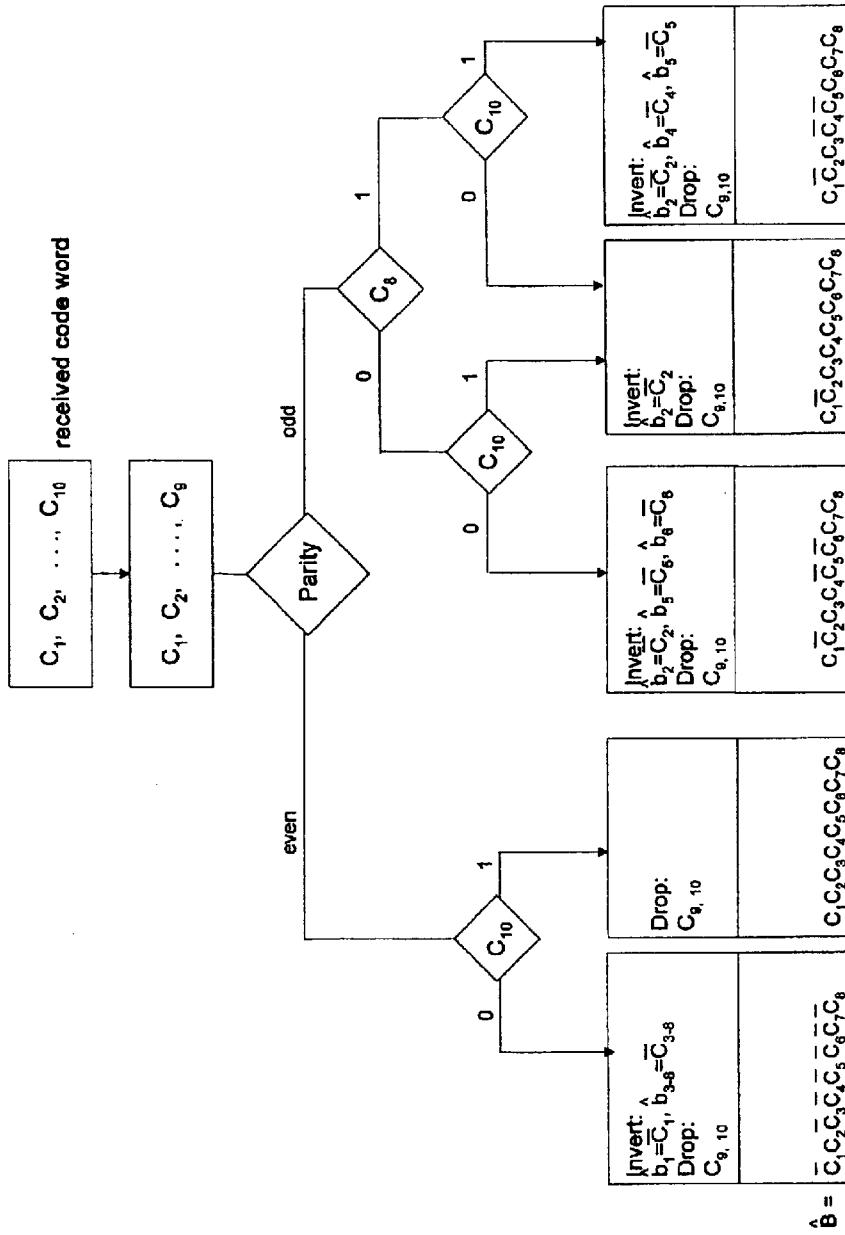 C₁, C₂, . . ., C₁₀
received code word
C₁, C₂, . . . ., C₉
Parity
even
odd
C₁₀
0
1
C₈
0
1
C₁₀
0
1
C₁₀
0
1
Invert:
b̂₁=C̅₁, b̂₃₋₈=C̅₃₋₈
Drop:
C₉, ₁₀
Drop:
C₉, ₁₀
Invert:
b̂₂=C̅₂, b̂₅=C̅₅, b̂₆=C̅₆
Drop:
C₉, ₁₀
Invert:
b̂₂=C̅₂
Drop:
C₉,₁₀
Invert:
b̂₂=C̅₂, b̂₄=C̅₄, b̂₅=C̅₅
Drop:
C₉,₁₀
B̂ = C̅₁C₂C̅₃C̅₄C̅₅C̅₆C̅₇C̅₈
C₁C₂C₃C₄C₅C₆C₇C₈
C₁C̅₂C₃C₄C̅₅C̅₆C₇C₈
C₁C̅₂C₃C₄C₅C₆C₇C₈
C₁C̅₂C₃C̅₄C̅₅C₆C₇C₈